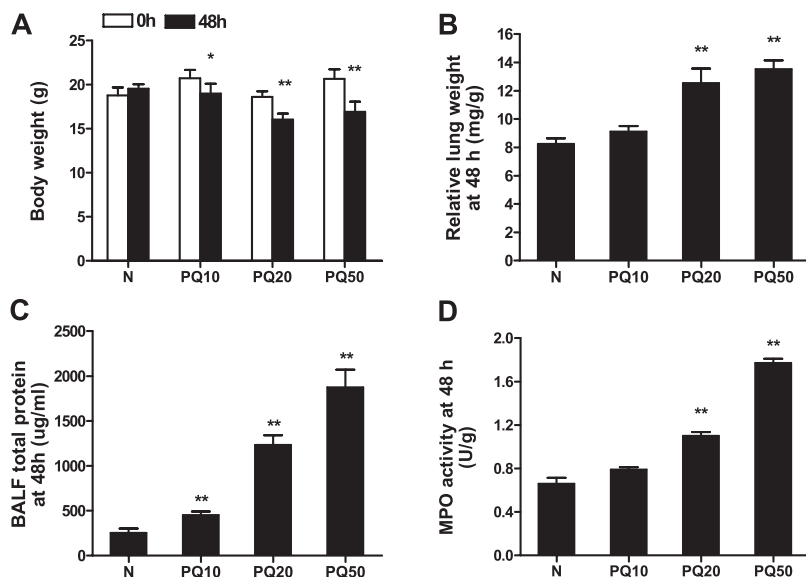 A
0h 48h
Body weight (g)
25
20
15
10
5
0
*
**
**
N PQ10 PQ20 PQ50
B
Relative lung weight
at 48 h (mg/g)
16
14
12
10
8
6
4
2
0
**
**
N PQ10 PQ20 PQ50
C
BALF total protein
at 48h (ug/ml)
2500
2000
1500
1000
500
0
**
**
**
N PQ10 PQ20 PQ50
D
MPO activity at 48 h
(U/g)
2.0
1.6
1.2
0.8
0.4
0.0
**
**
N PQ10 PQ20 PQ50